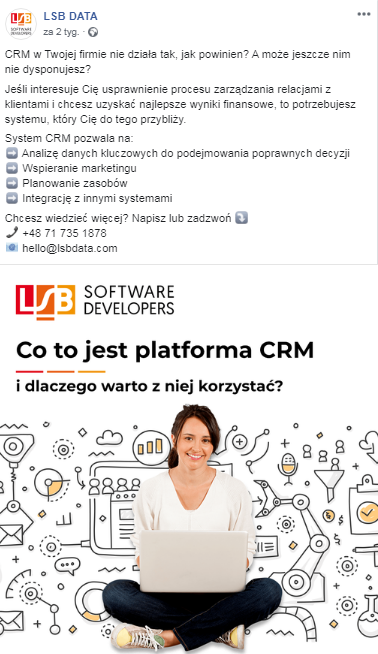 LSB DATA
za 2 tyg. ·
CRM w Twojej firmie nie działa tak, jak powinien? A może jeszcze nim
nie dysponujesz?
Jeśli interesuje Cię usprawnienie procesu zarządzania relacjami z
klientami i chcesz uzyskać najlepsze wyniki finansowe, to potrzebujesz
systemu, który Cię do tego przybliży.
System CRM pozwala na:
➡️ Analizę danych kluczowych do podejmowania poprawnych decyzji
➡️ Wspieranie marketingu
➡️ Planowanie zasobów
➡️ Integrację z innymi systemami
Chcesz wiedzieć więcej? Napisz lub zadzwoń ⤵️
+48 71 735 1878
hello@lsbdata.com
LSB SOFTWARE
DEVELOPERS
Co to jest platforma CRM
i dlaczego warto z niej korzystać?